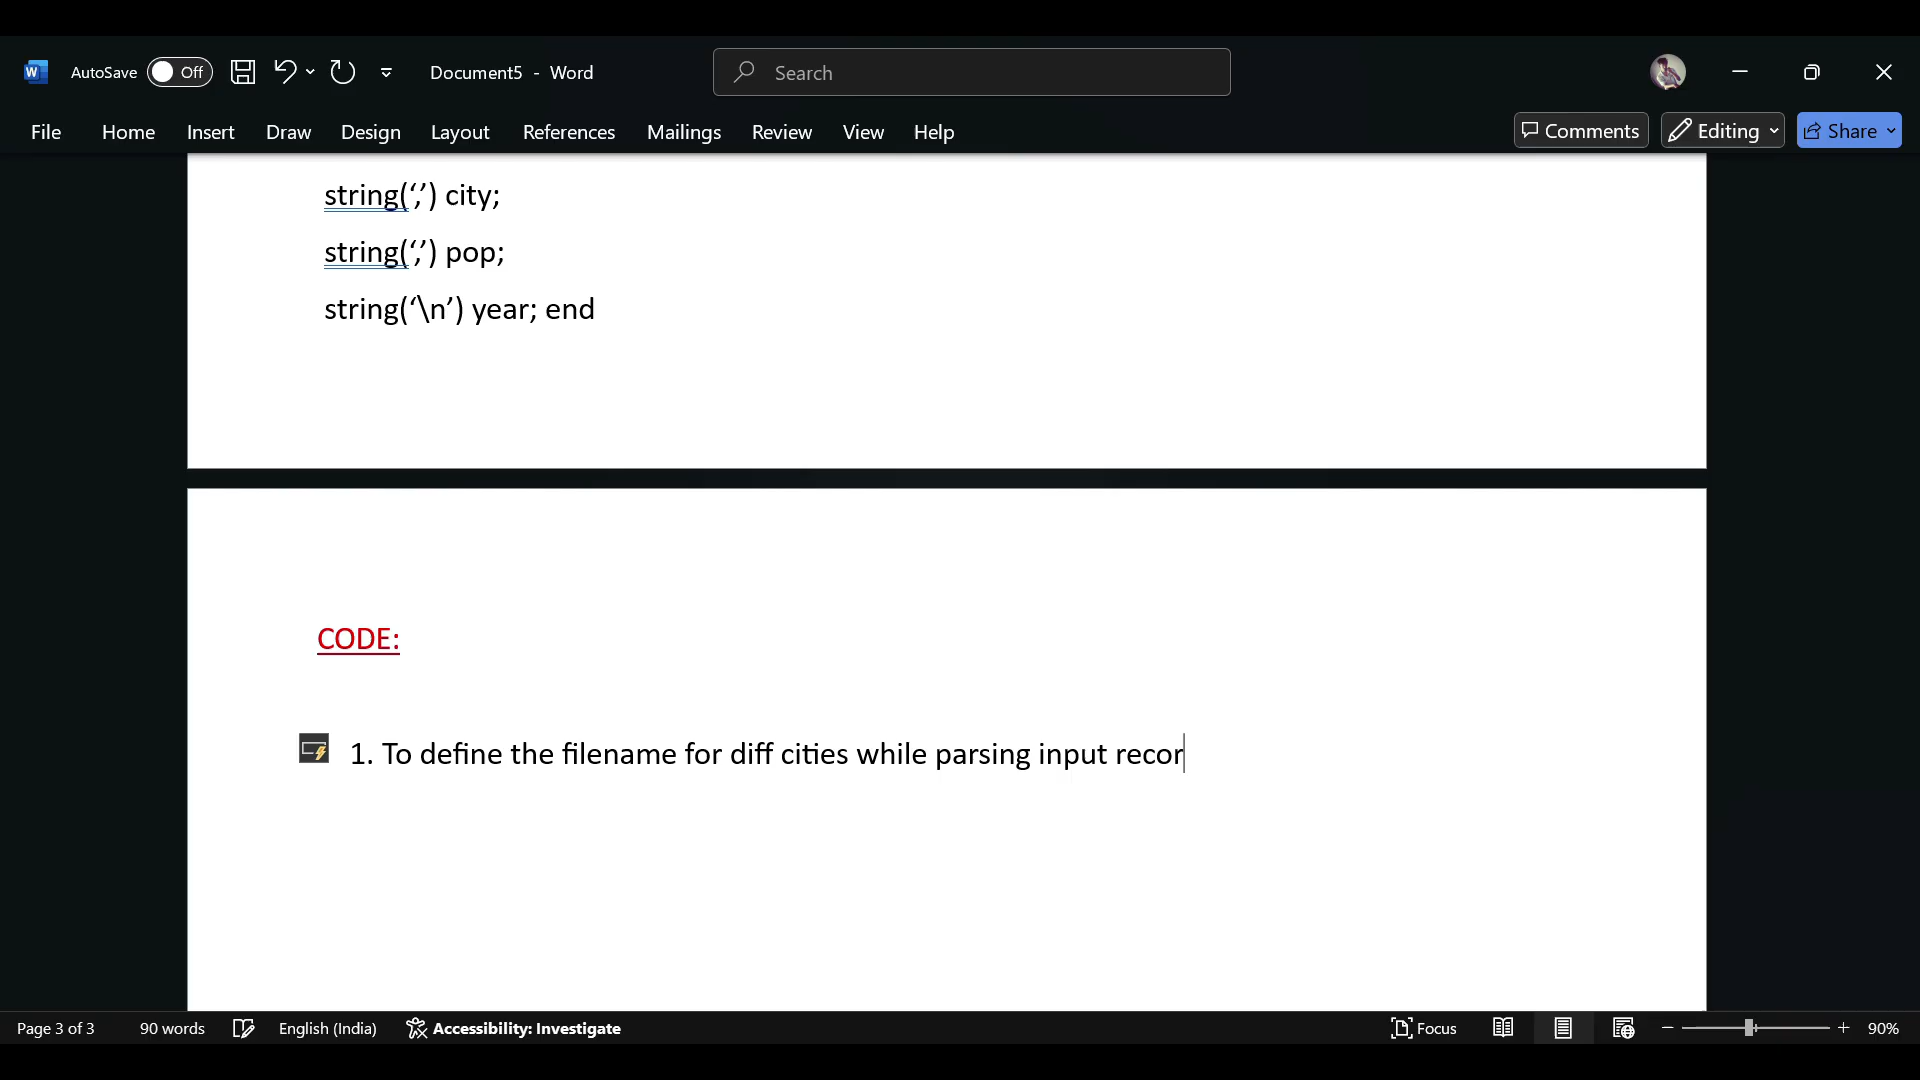 AutoSave Off Document5 - Word Search
File Home Insert Draw Design Layout References Mailings Review View Help Comments Editing Share
string(‘,’) city;
string(‘,’) pop;
string(‘\n’) year; end
CODE:
1. To define the filename for diff cities while parsing input recor
Page 3 of 3 90 words English (India) Accessibility: Investigate Focus 90%